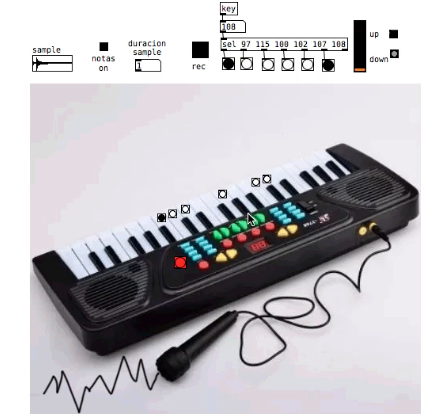 key
108
sel 97 115 100 102 107 108
sample
notas
on
duracion
sample
1
rec
up
down